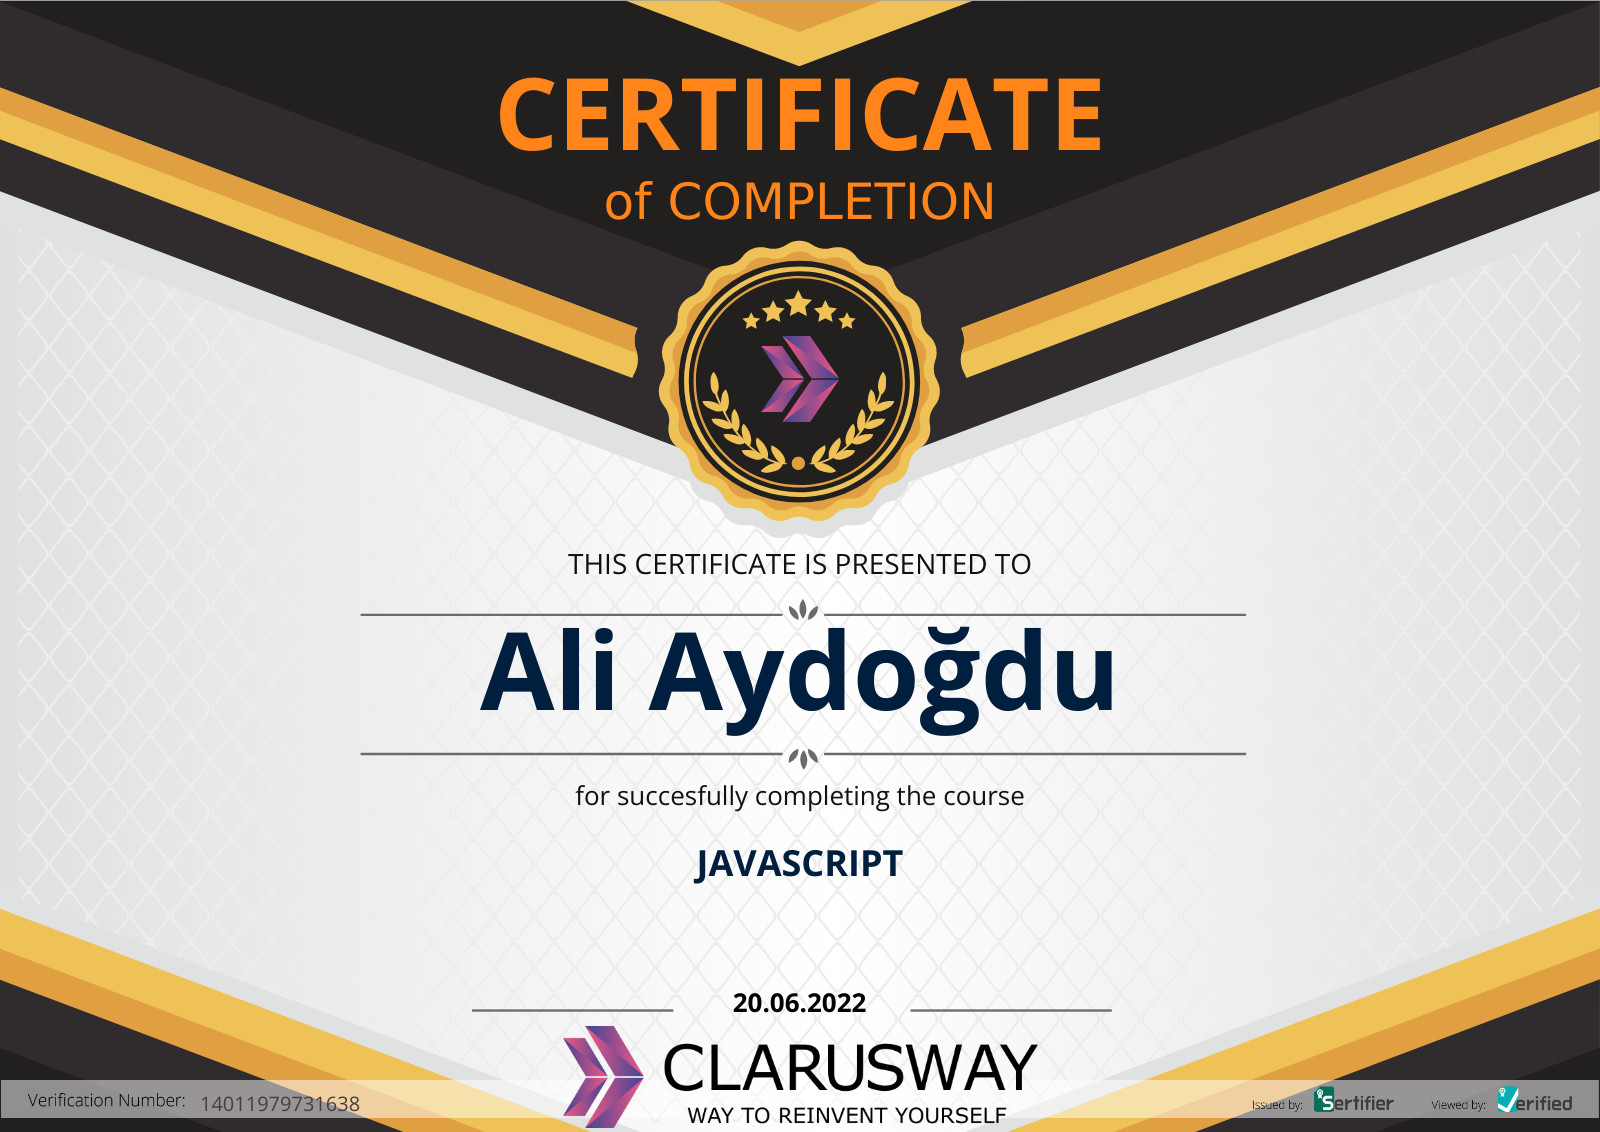 CERTIFICATE
of COMPLETION
THIS CERTIFICATE IS PRESENTED TO
Ali Aydoğdu
for succesfully completing the course
JAVASCRIPT
20.06.2022
CLARUSWAY
WAY TO REINVENT YOURSELF
Verification Number: 14011979731638
Issued by: Sertifier
Viewed by: Verified